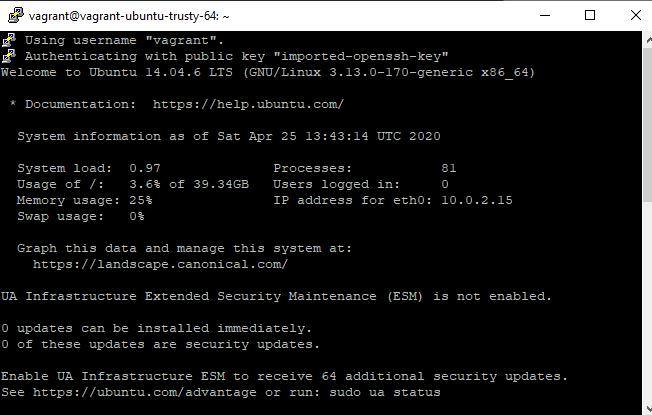 vagrant@vagrant-ubuntu-trusty-64: ~
Using username "vagrant".
Authenticating with public key "imported-openssh-key"
Welcome to Ubuntu 14.04.6 LTS (GNU/Linux 3.13.0-170-generic x86_64)
* Documentation:  https://help.ubuntu.com/
System information as of Sat Apr 25 13:43:14 UTC 2020
System load:  0.97              Processes:           81
Usage of /:   3.6% of 39.34GB   Users logged in:     0
Memory usage: 25%               IP address for eth0: 10.0.2.15
Swap usage:   0%
Graph this data and manage this system at:
https://landscape.canonical.com/
UA Infrastructure Extended Security Maintenance (ESM) is not enabled.
0 updates can be installed immediately.
0 of these updates are security updates.
Enable UA Infrastructure ESM to receive 64 additional security updates.
See https://ubuntu.com/advantage or run: sudo ua status